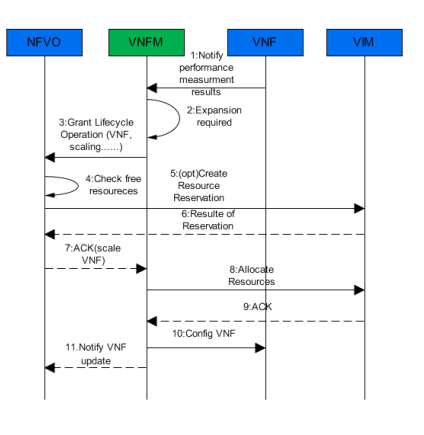 NFVO
VNFM
VNF
VIM
1:Notify
performance
measurment
results
2:Expansion
required
3:Grant Lifecycle
Operation (VNF,
scaling......)
4:Check free
resoureces
5:(opt)Create
Resource
Reservation
6:Resulte of
Reservation
7:ACK(scale
VNF)
8:Allocate
Resources
9:ACK
10:Config VNF
11.Notify VNF
update